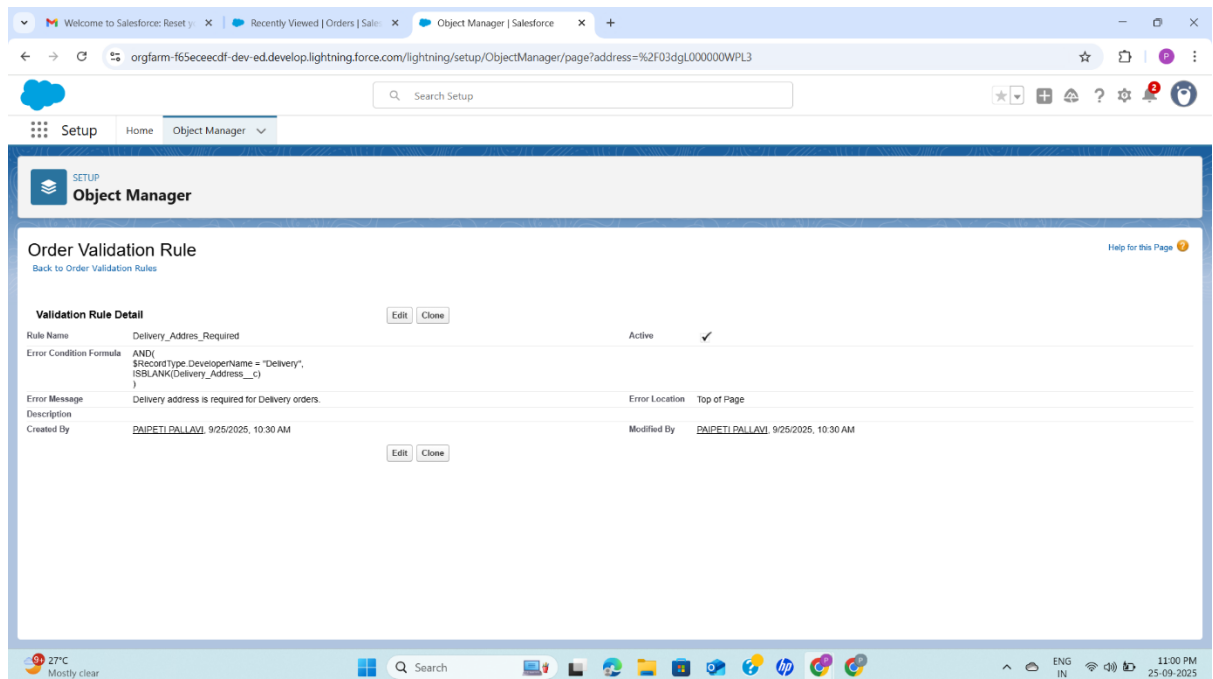 Welcome to Salesforce: Reset y
Recently Viewed | Orders | Sale
Object Manager | Salesforce
orgfarm-f65eceecdf-dev-ed.develop.lightning.force.com/lightning/setup/ObjectManager/page?address=%2F03dgL000000WPL3
P
Search Setup
2
Setup
Home
Object Manager
SETUP
Object Manager
Order Validation Rule
Help for this Page
Back to Order Validation Rules
Validation Rule Detail
Edit Clone
Rule Name Delivery_Addres_Required Active
Error Condition Formula AND(
$RecordType.DeveloperName = "Delivery",
ISBLANK(Delivery_Address__c)
)
Error Message Delivery address is required for Delivery orders. Error Location Top of Page
Description
Created By PAIPETI PALLAVI, 9/25/2025, 10:30 AM Modified By PAIPETI PALLAVI, 9/25/2025, 10:30 AM
Edit Clone
9+ 27°C
Mostly clear
Search
hp
ENG
IN
11:00 PM
25-09-2025